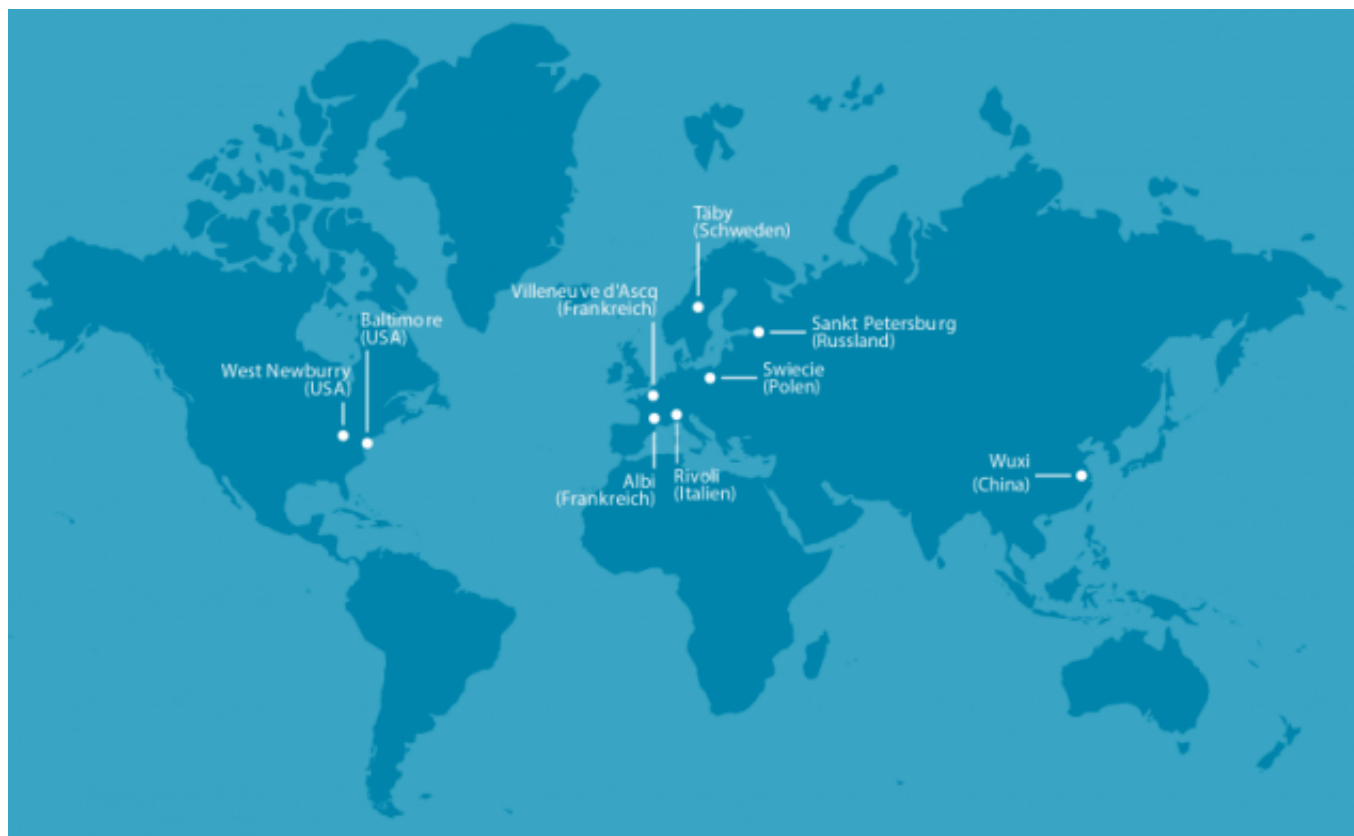 Täby
(Schweden)
Villeneuve d'Ascq
(Frankreich)
Baltimore
(USA)
Sankt Petersburg
(Russland)
West Newburry
(USA)
Swiecie
(Polen)
Wuxi
(China)
Rivoli
(Italien)
Albi
(Frankreich)